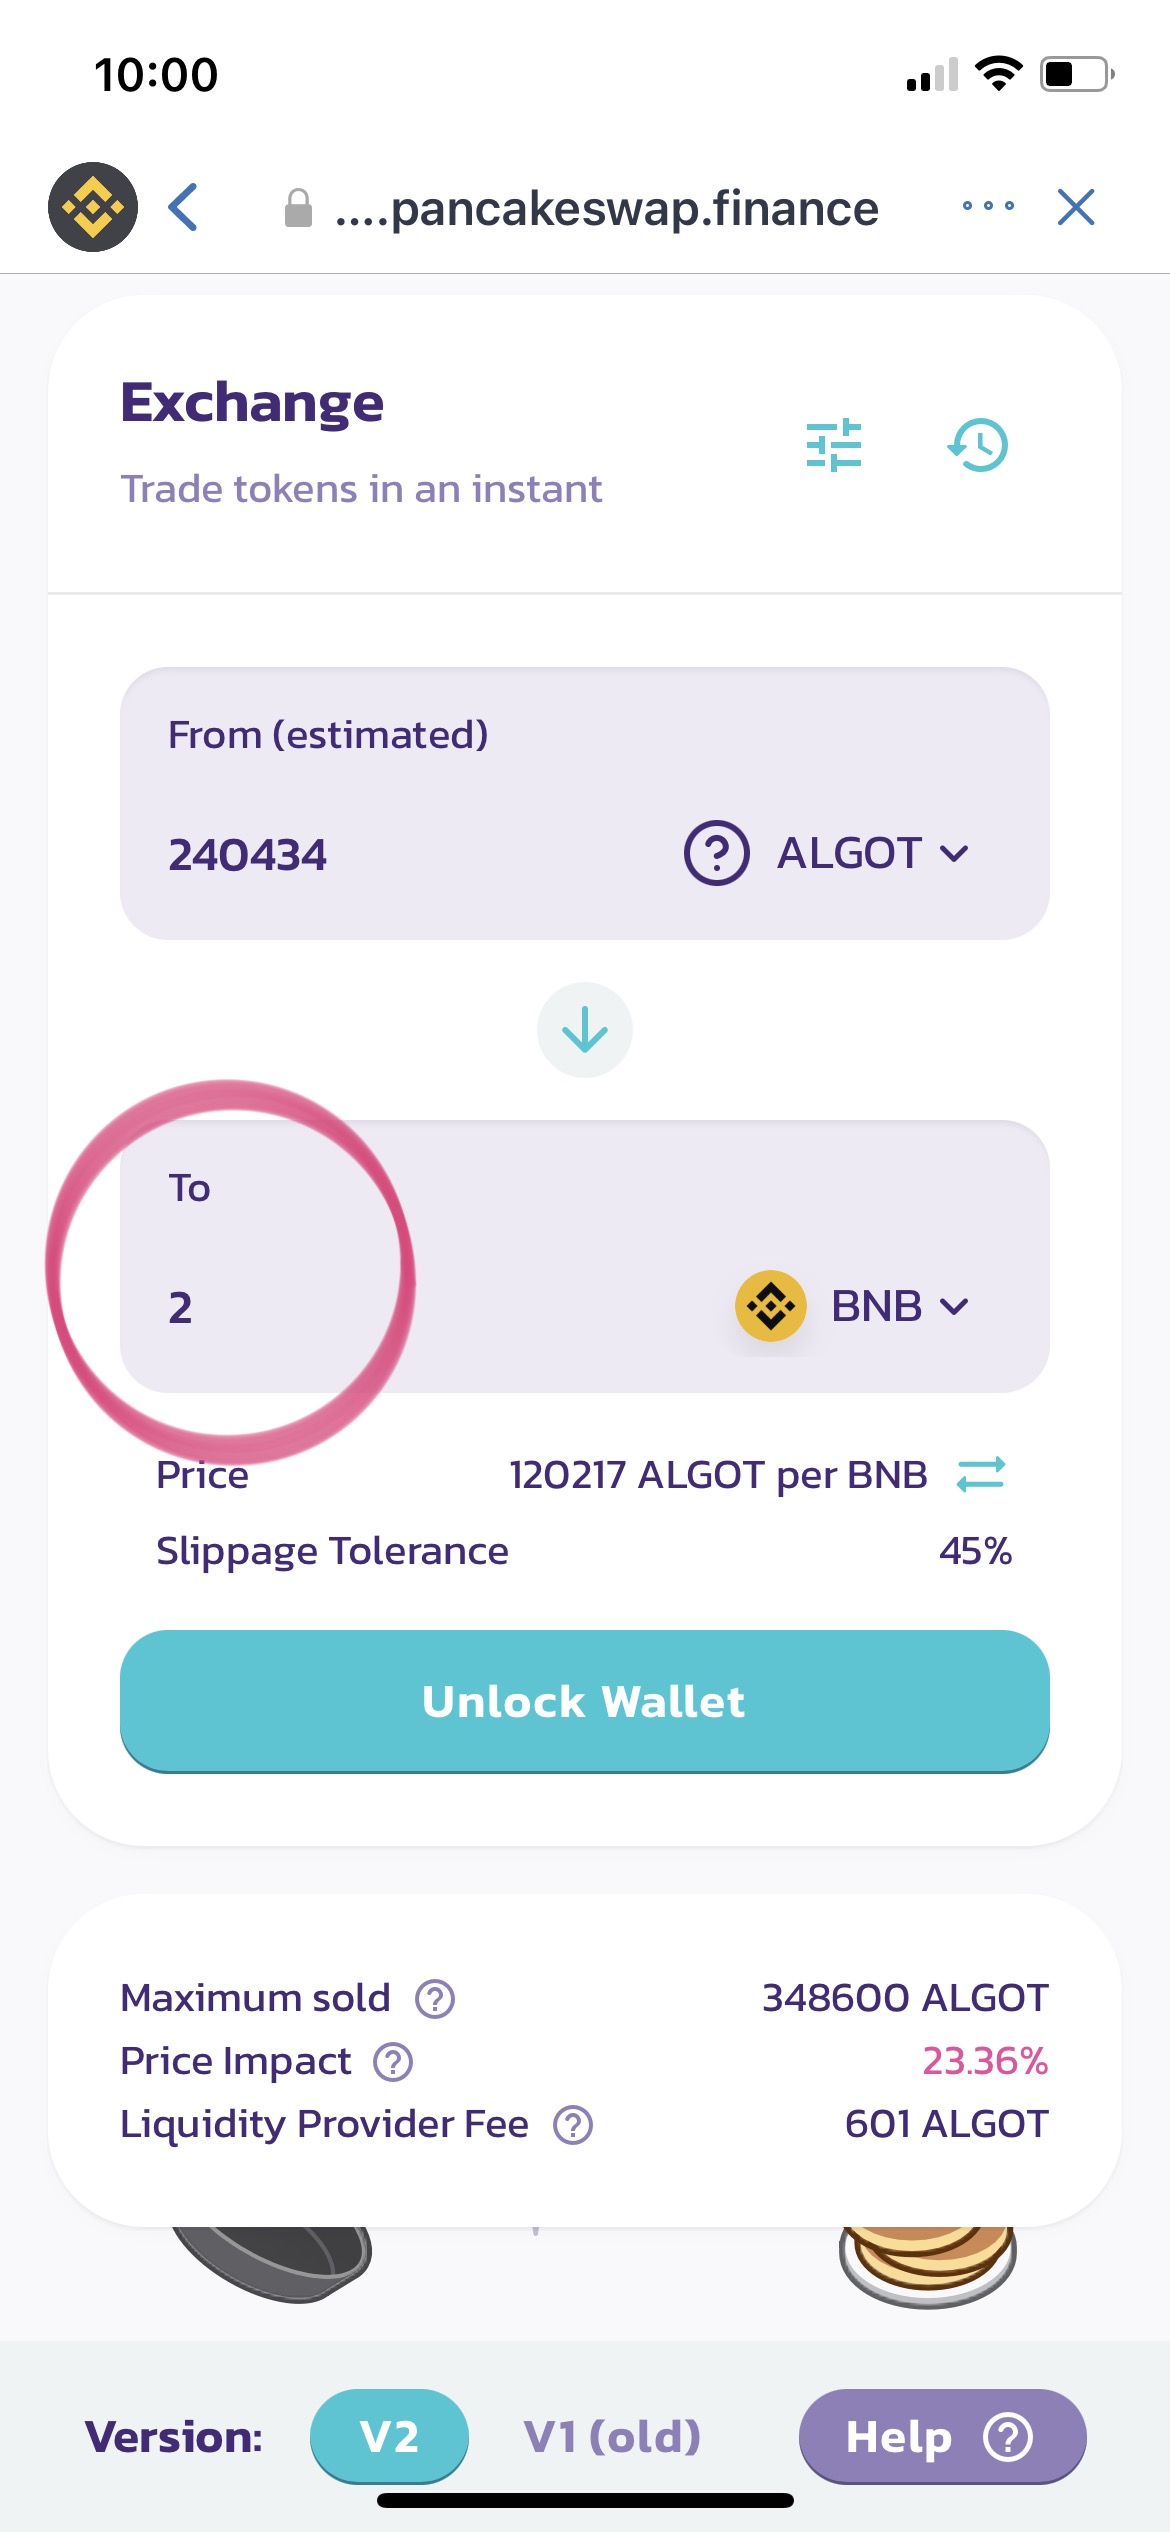 10:00
....pancakeswap.finance
Exchange
Trade tokens in an instant
From (estimated)
240434
ALGOT
To
2
BNB
Price 120217 ALGOT per BNB
Slippage Tolerance 45%
Unlock Wallet
Maximum sold ? 348600 ALGOT
Price Impact ? 23.36%
Liquidity Provider Fee ? 601 ALGOT
Version: V2 V1 (old) Help ?